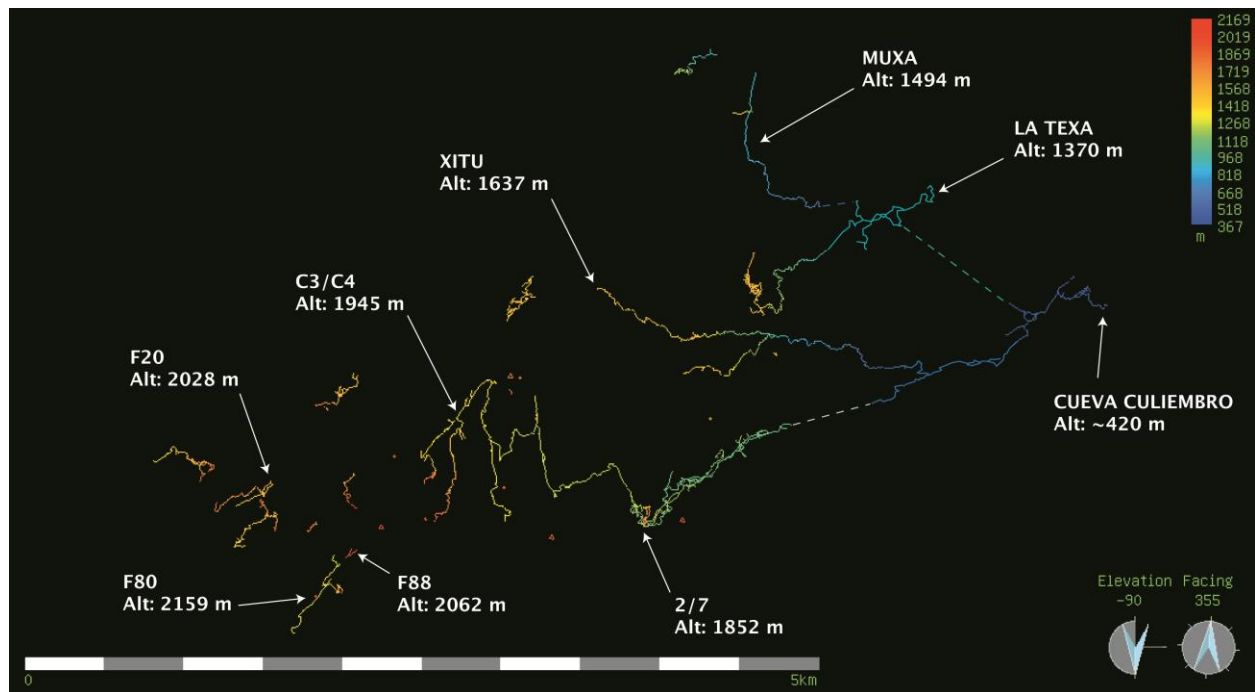 MUXA
Alt: 1494 m
LA TEXA
Alt: 1370 m
XITU
Alt: 1637 m
C3/C4
Alt: 1945 m
F20
Alt: 2028 m
CUEVA CULIEMBRO
Alt: ~420 m
F80
Alt: 2159 m
F88
Alt: 2062 m
2/7
Alt: 1852 m
2169
2019
1869
1719
1568
1418
1268
1118
968
818
668
518
367
m
Elevation Facing
-90 355
0 5km